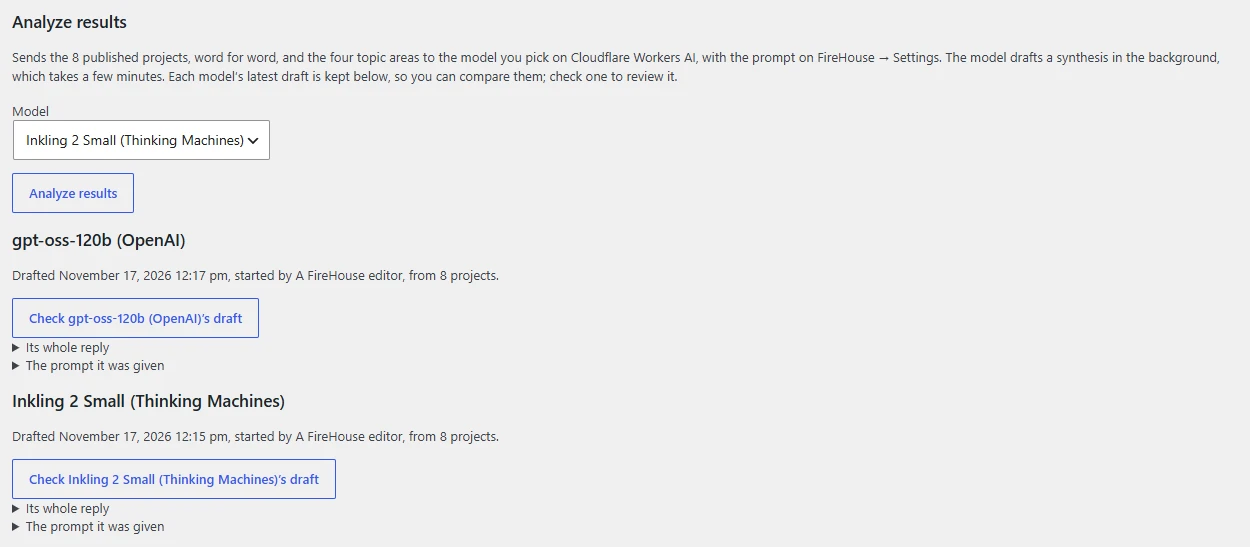 Analyze results
Sends the 8 published projects, word for word, and the four topic areas to the model you pick on Cloudflare Workers AI, with the prompt on FireHouse → Settings. The model drafts a synthesis in the background,
which takes a few minutes. Each model's latest draft is kept below, so you can compare them; check one to review it.
Model
Inkling 2 Small (Thinking Machines)
Analyze results
gpt-oss-120b (OpenAI)
Drafted November 17, 2026 12:17 pm, started by A FireHouse editor, from 8 projects.
Check gpt-oss-120b (OpenAI)'s draft
Its whole reply
The prompt it was given
Inkling 2 Small (Thinking Machines)
Drafted November 17, 2026 12:15 pm, started by A FireHouse editor, from 8 projects.
Check Inkling 2 Small (Thinking Machines)'s draft
Its whole reply
The prompt it was given